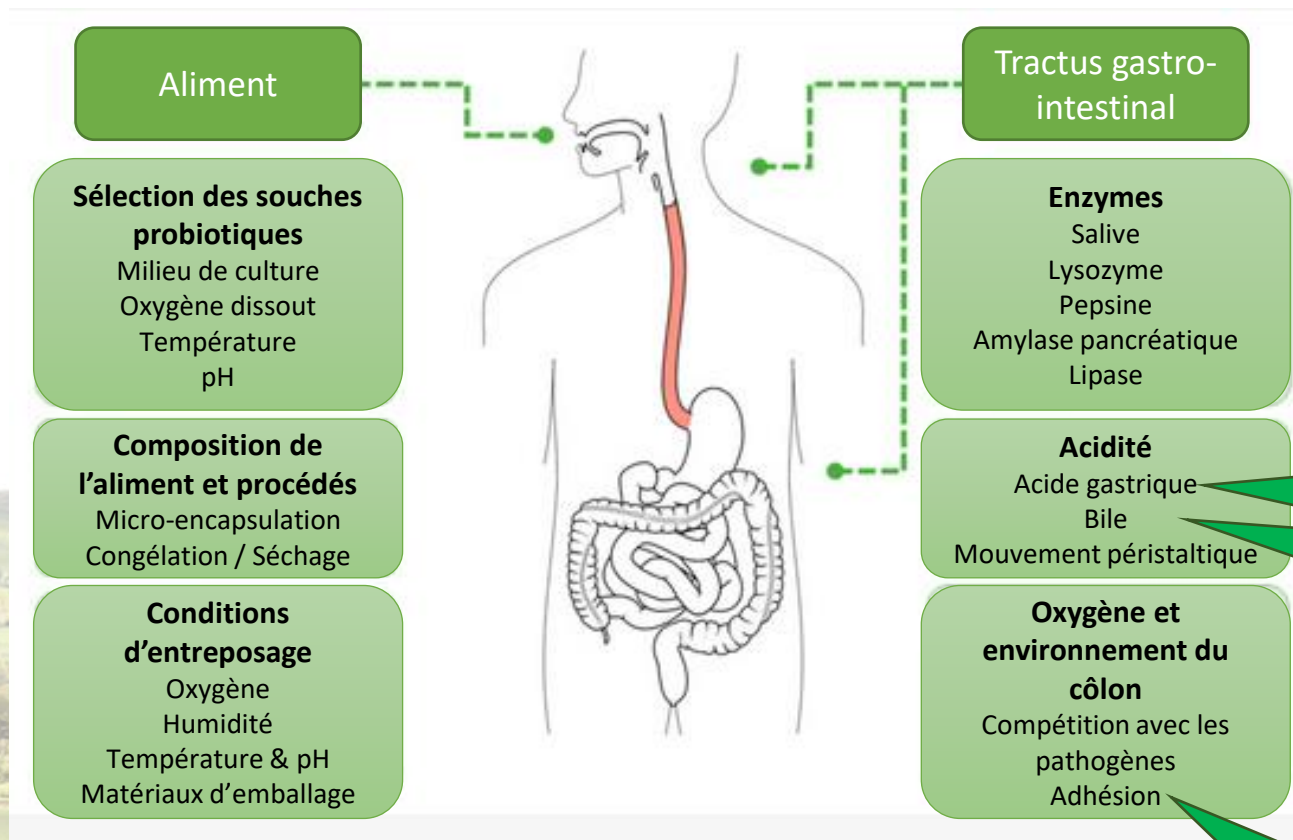 Aliment
Sélection des souches
probiotiques
Milieu de culture
Oxygène dissout
Température
pH
Composition de
l'aliment et procédés
Micro-encapsulation
Congélation / Séchage
Conditions
d'entreposage
Oxygène
Humidité
Température & pH
Matériaux d'emballage
Tractus gastro-
intestinal
Enzymes
Salive
Lysozyme
Pepsine
Amylase pancréatique
Lipase
Acidité
Acide gastrique
Bile
Mouvement péristaltique
Oxygène et
environnement du
côlon
Compétition avec les
pathogènes
Adhésion